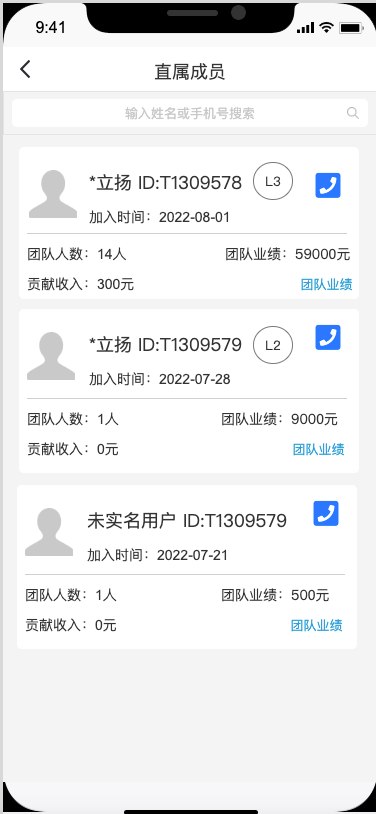 9:41
直属成员
输入姓名或手机号搜索
*立扬 ID:T1309578 L3
加入时间：2022-08-01
团队人数：14人 团队业绩：59000元
贡献收入：300元 团队业绩
*立扬 ID:T1309579 L2
加入时间：2022-07-28
团队人数：1人 团队业绩：9000元
贡献收入：0元 团队业绩
未实名用户 ID:T1309579
加入时间：2022-07-21
团队人数：1人 团队业绩：500元
贡献收入：0元 团队业绩